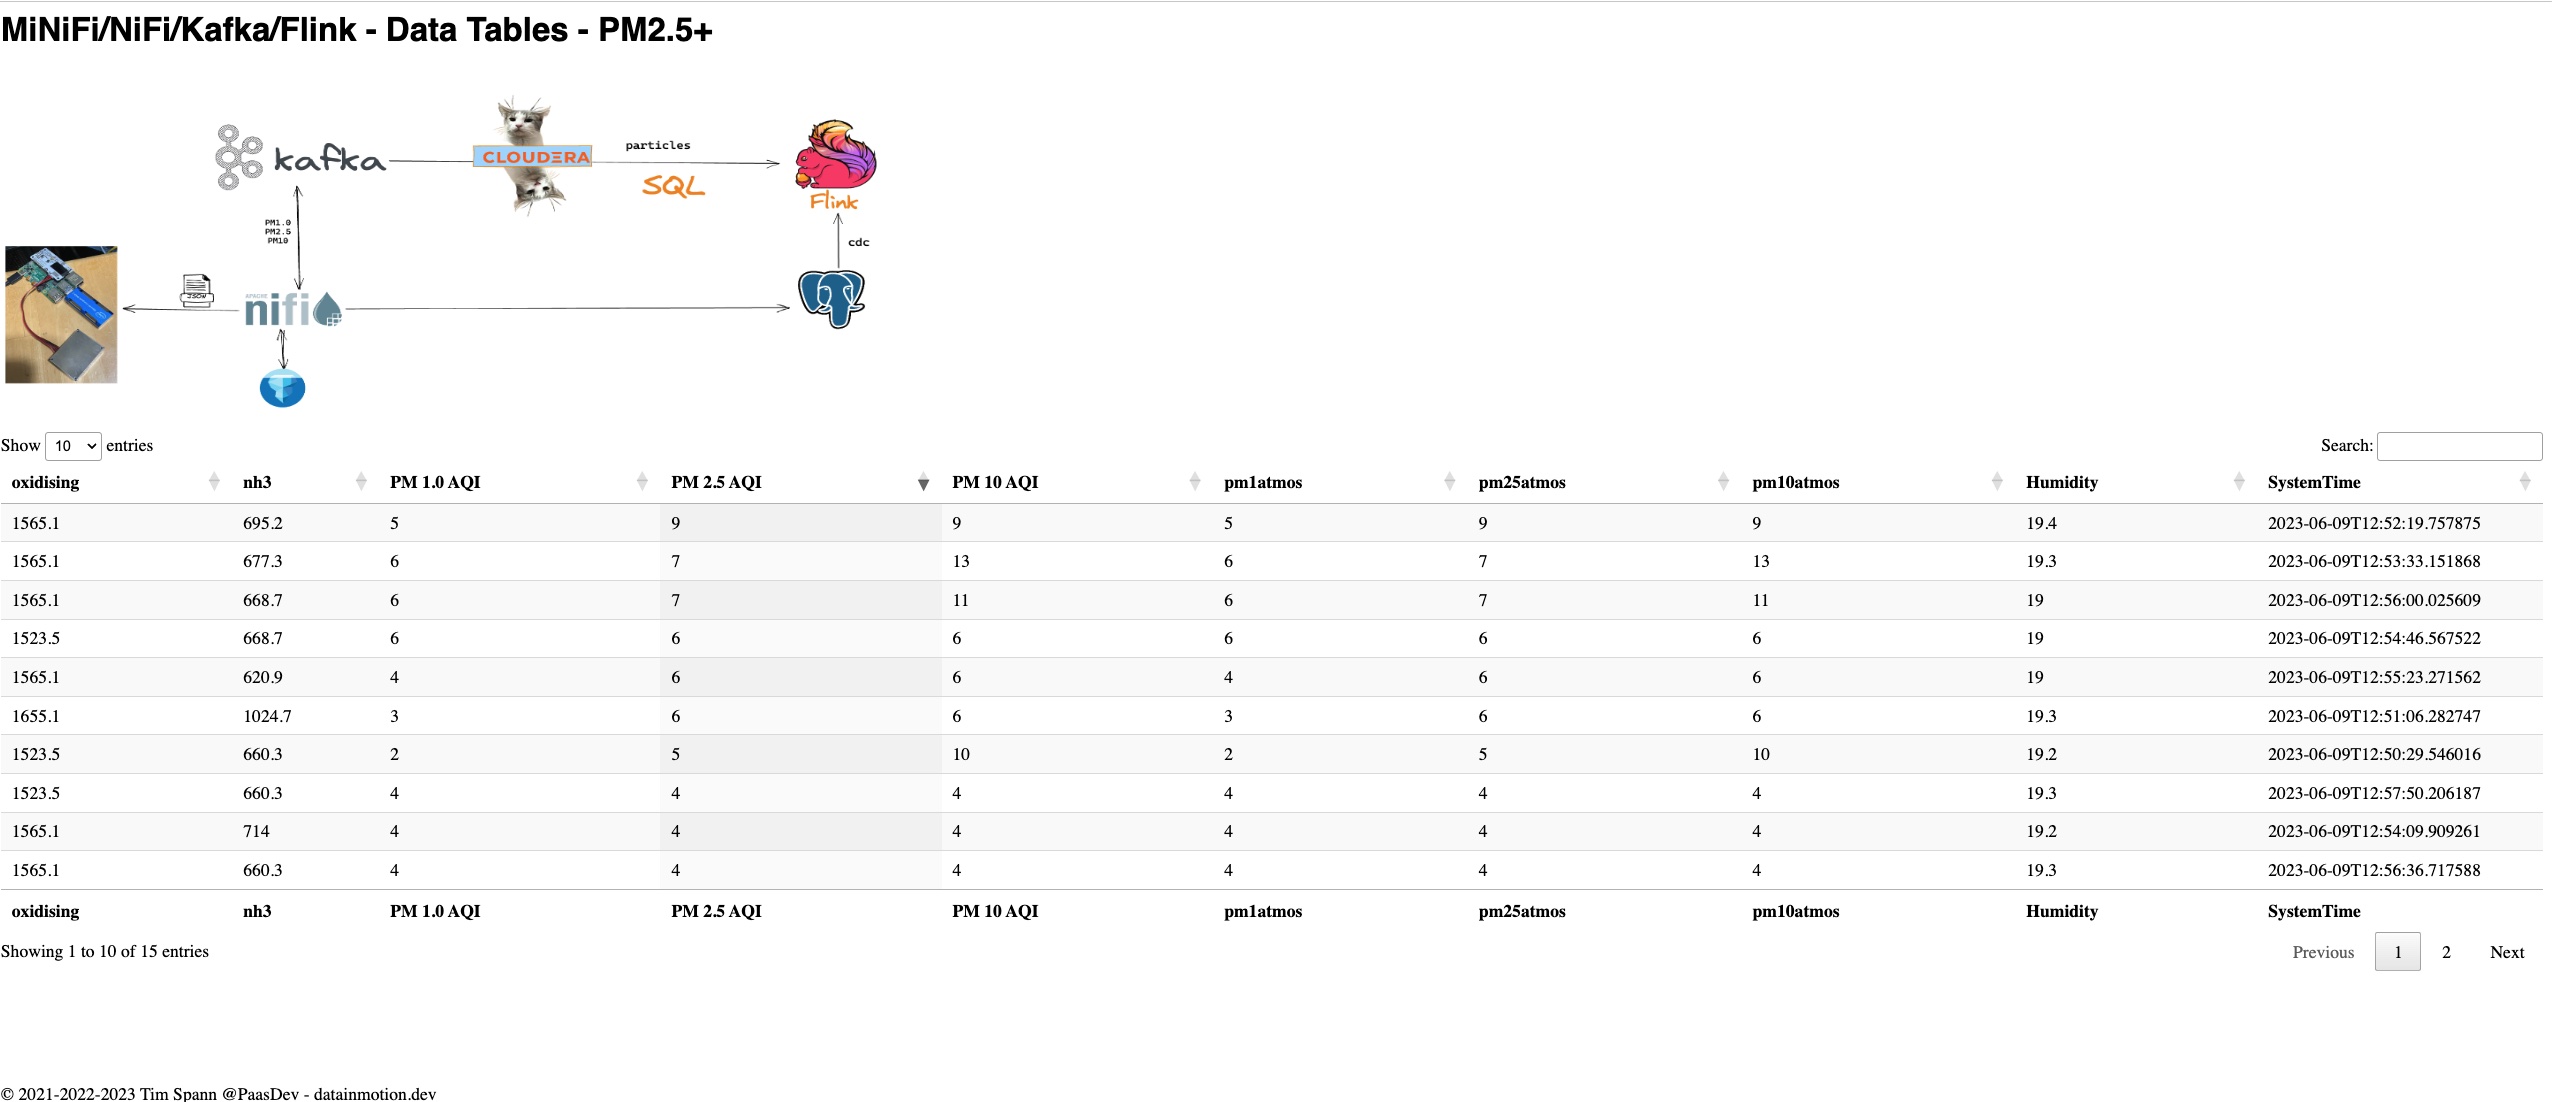 MiNiFi/NiFi/Kafka/Flink - Data Tables - PM2.5+
kafka
CLOUDERA
particles
SQL
Flink
PM1.0
PM2.5
PM10
cdc
JSON
APACHE
nifi
Show 10 entries
Search:
oxidising nh3 PM 1.0 AQI PM 2.5 AQI PM 10 AQI pm1atmos pm25atmos pm10atmos Humidity SystemTime
1565.1 695.2 5 9 9 5 9 9 19.4 2023-06-09T12:52:19.757875
1565.1 677.3 6 7 13 6 7 13 19.3 2023-06-09T12:53:33.151868
1565.1 668.7 6 7 11 6 7 11 19 2023-06-09T12:56:00.025609
1523.5 668.7 6 6 6 6 6 6 19 2023-06-09T12:54:46.567522
1565.1 620.9 4 6 6 4 6 6 19 2023-06-09T12:55:23.271562
1655.1 1024.7 3 6 6 3 6 6 19.3 2023-06-09T12:51:06.282747
1523.5 660.3 2 5 10 2 5 10 19.2 2023-06-09T12:50:29.546016
1523.5 660.3 4 4 4 4 4 4 19.3 2023-06-09T12:57:50.206187
1565.1 714 4 4 4 4 4 4 19.2 2023-06-09T12:54:09.909261
1565.1 660.3 4 4 4 4 4 4 19.3 2023-06-09T12:56:36.717588
oxidising nh3 PM 1.0 AQI PM 2.5 AQI PM 10 AQI pm1atmos pm25atmos pm10atmos Humidity SystemTime
Showing 1 to 10 of 15 entries
Previous 1 2 Next
© 2021-2022-2023 Tim Spann @PaasDev - datainmotion.dev